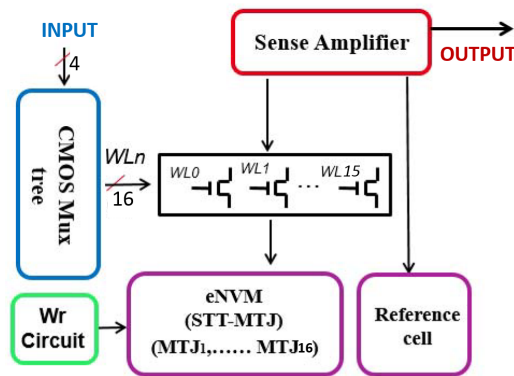 INPUT
4
Sense Amplifier
OUTPUT
CMOS Mux
tree
WLn
16
WL0
WL1
...
WL15
Wr
Circuit
eNVM
(STT-MTJ)
(MTJ1,...... MTJ16)
Reference
cell